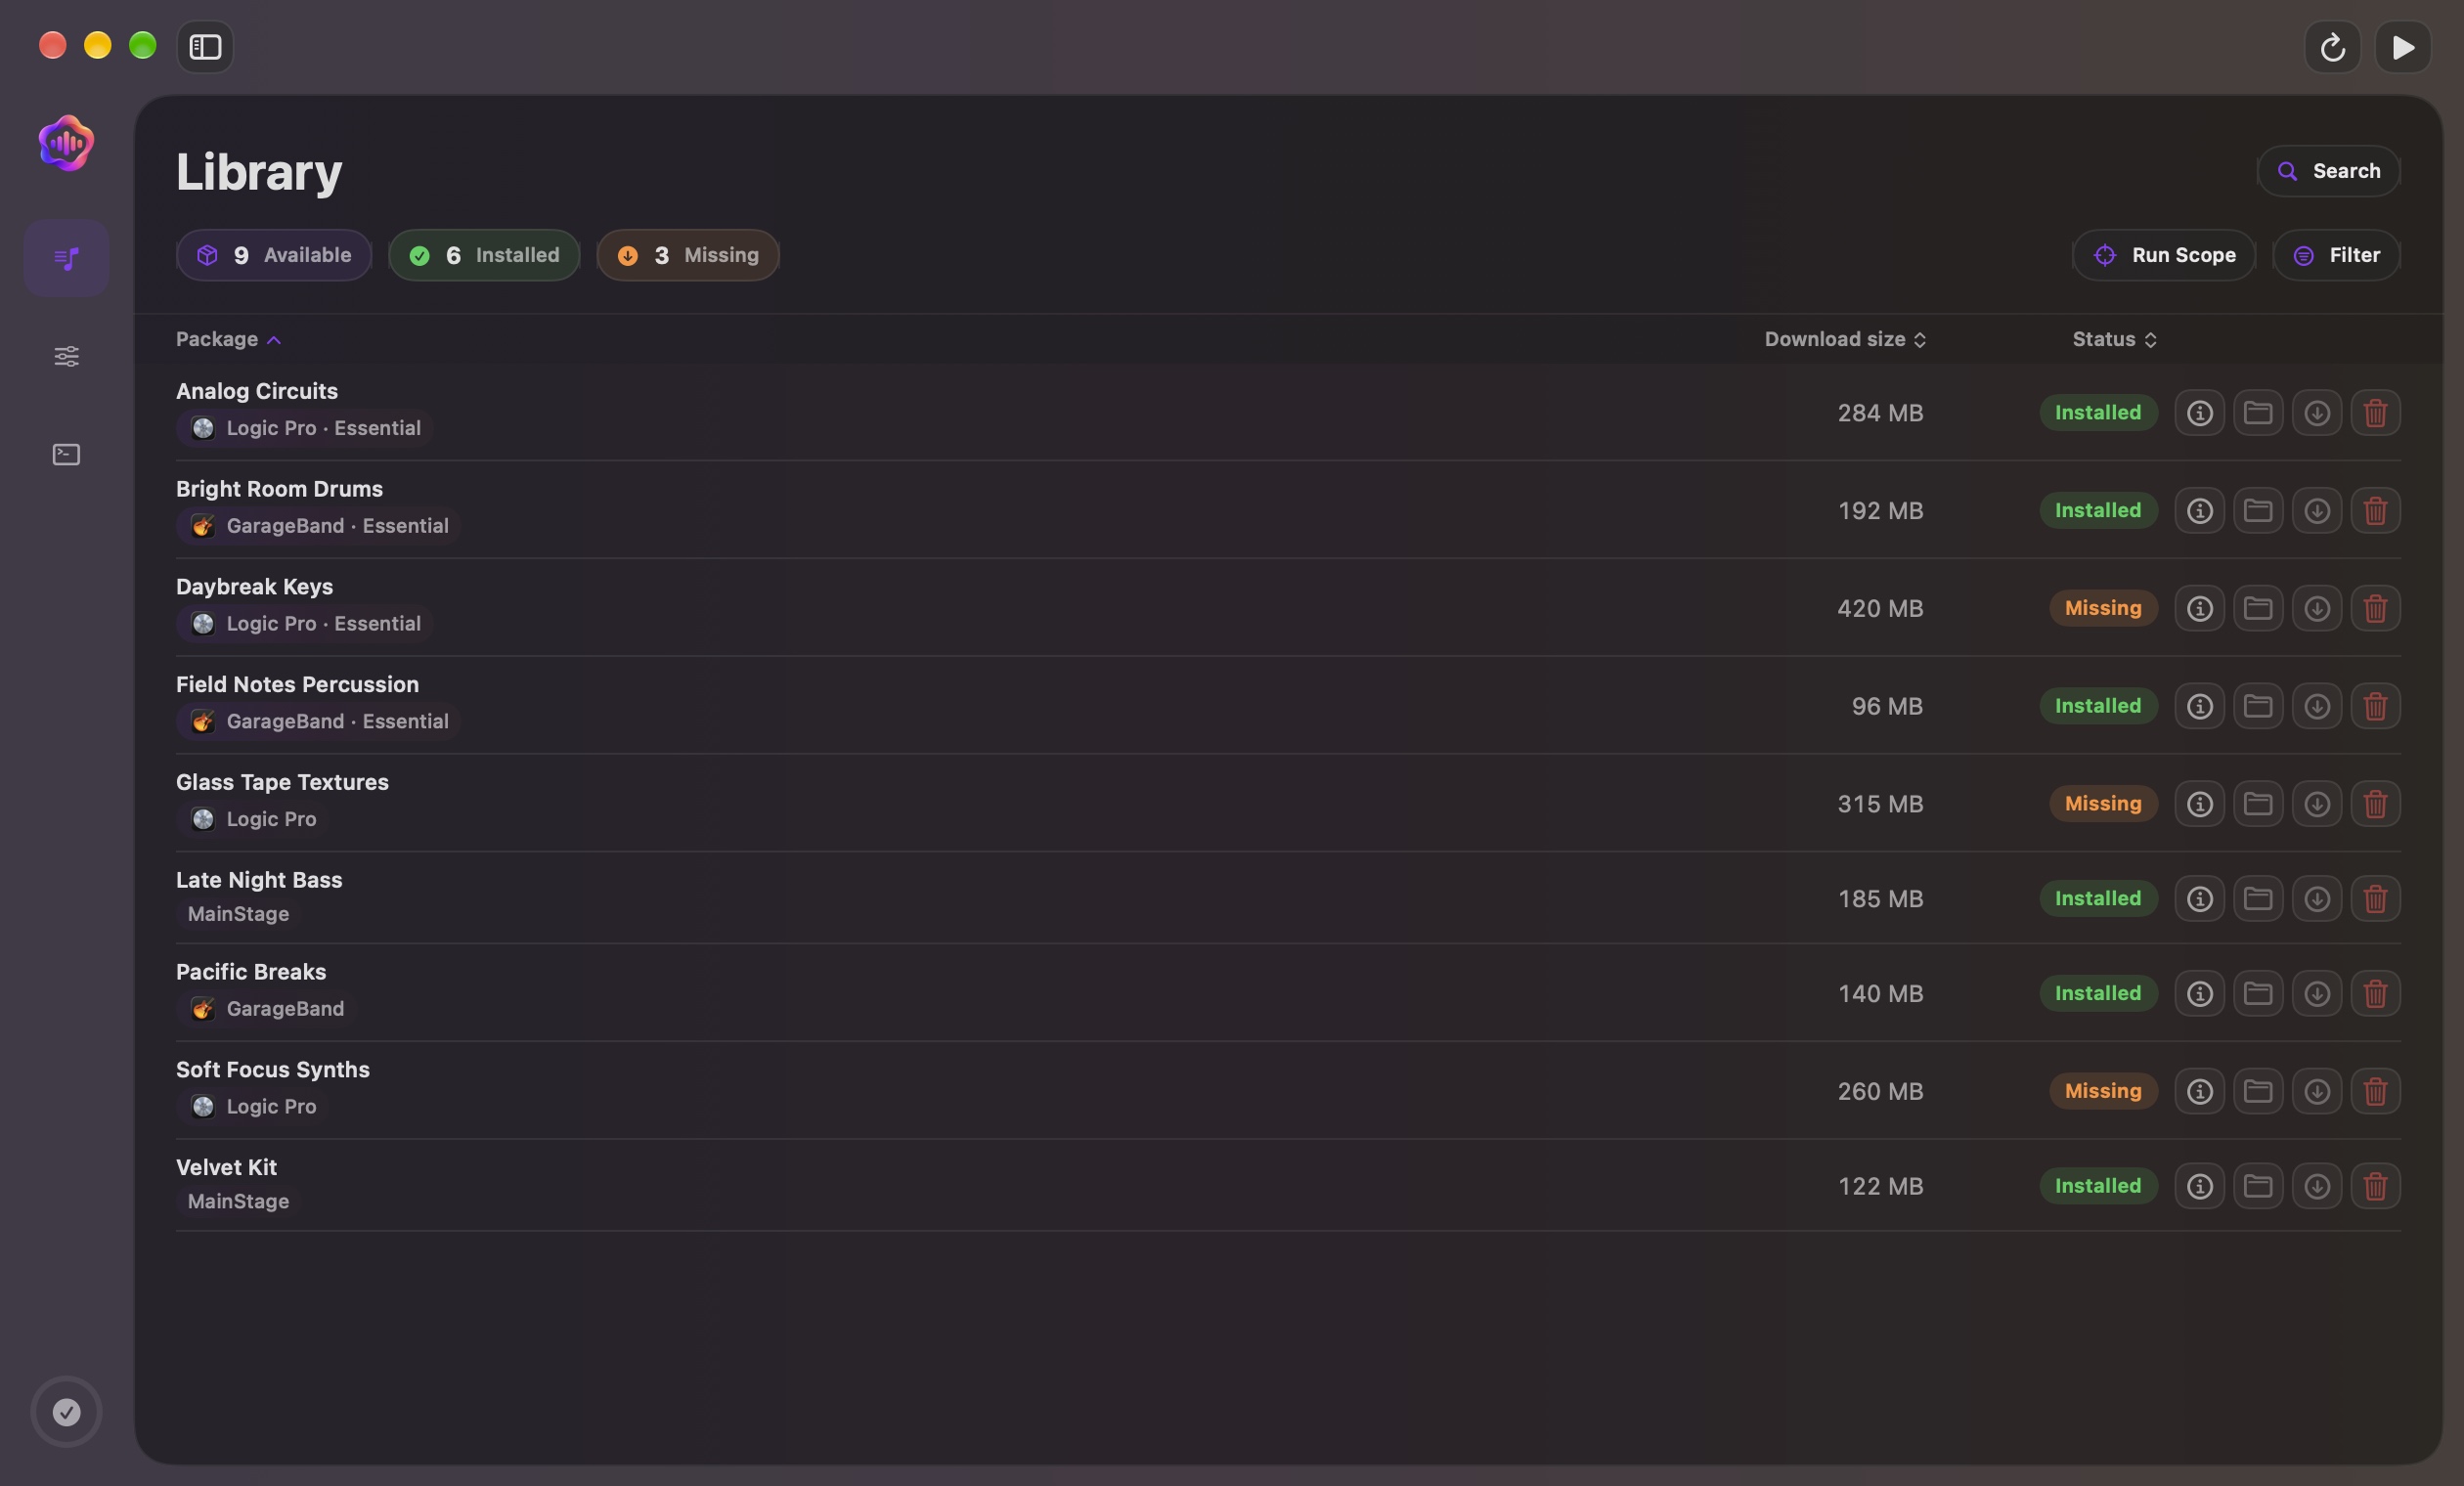 Library
Search
9 Available
6 Installed
3 Missing
Run Scope
Filter
Package
Download size
Status
Analog Circuits
Logic Pro · Essential
284 MB
Installed
Bright Room Drums
GarageBand · Essential
192 MB
Installed
Daybreak Keys
Logic Pro · Essential
420 MB
Missing
Field Notes Percussion
GarageBand · Essential
96 MB
Installed
Glass Tape Textures
Logic Pro
315 MB
Missing
Late Night Bass
MainStage
185 MB
Installed
Pacific Breaks
GarageBand
140 MB
Installed
Soft Focus Synths
Logic Pro
260 MB
Missing
Velvet Kit
MainStage
122 MB
Installed